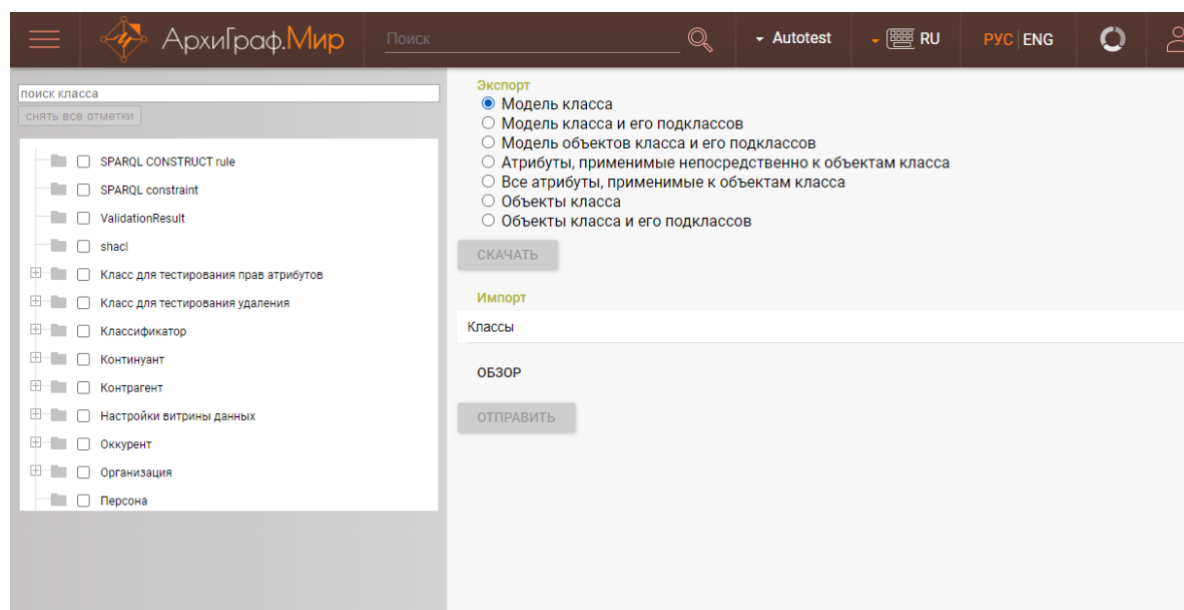 АрхиГраф.Мир
Поиск
Autotest
RU
РУС ENG
поиск класса
снять все отметки
SPARQL CONSTRUCT rule
SPARQL constraint
ValidationResult
shacl
Класс для тестирования прав атрибутов
Класс для тестирования удаления
Классификатор
Континуант
Контрагент
Настройки витрины данных
Оккурент
Организация
Персона
Экспорт
Модель класса
Модель класса и его подклассов
Модель объектов класса и его подклассов
Атрибуты, применимые непосредственно к объектам класса
Все атрибуты, применимые к объектам класса
Объекты класса
Объекты класса и его подклассов
СКАЧАТЬ
Импорт
Классы
ОБЗОР
ОТПРАВИТЬ